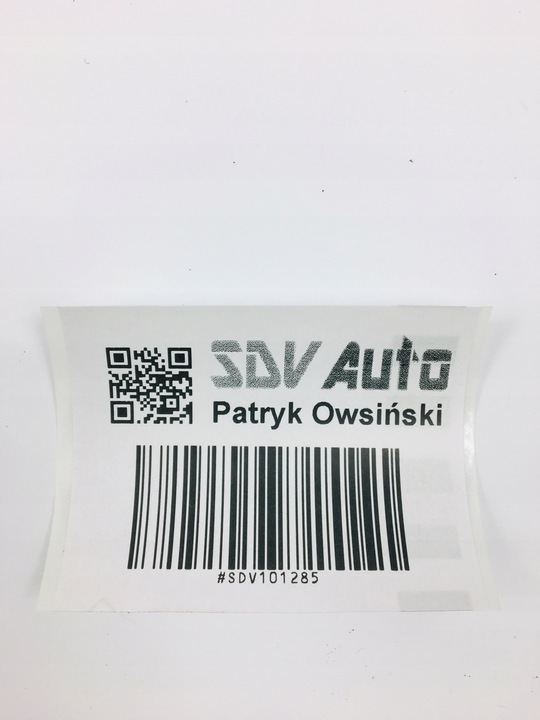 SDV Auto
Patryk Owsiński
#SDV101285